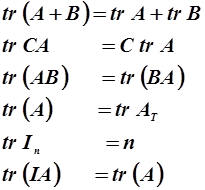 tr (A + B) = tr A + tr B
tr CA = C tr A
tr (AB) = tr (BA)
tr (A) = tr A_T
tr I_n = n
tr (IA) = tr (A)